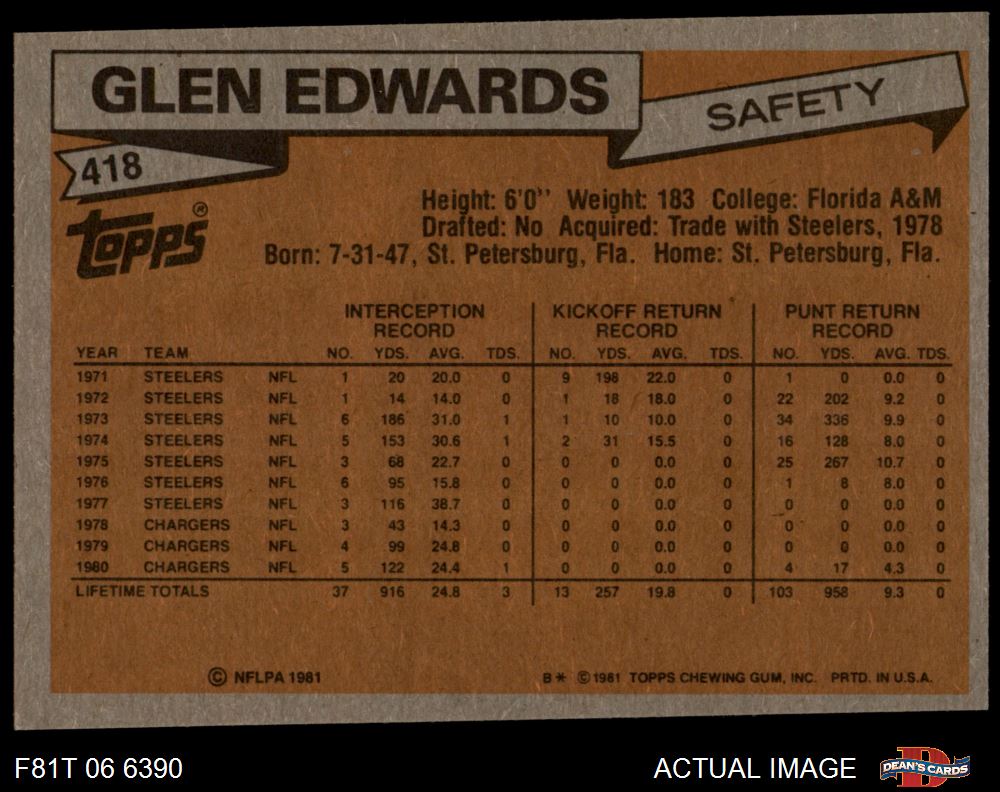 GLEN EDWARDS
SAFETY
418
Topps®
Height: 6'0" Weight: 183 College: Florida A&M
Drafted: No Acquired: Trade with Steelers, 1978
Born: 7-31-47, St. Petersburg, Fla. Home: St. Petersburg, Fla.
INTERCEPTION RECORD KICKOFF RETURN RECORD PUNT RETURN RECORD
YEAR TEAM NO. YDS. AVG. TDS. NO. YDS. AVG. TDS. NO. YDS. AVG. TDS.
1971 STEELERS NFL 1 20 20.0 0 9 198 22.0 0 1 0 0.0 0
1972 STEELERS NFL 1 14 14.0 0 1 18 18.0 0 22 202 9.2 0
1973 STEELERS NFL 6 186 31.0 1 1 10 10.0 0 34 336 9.9 0
1974 STEELERS NFL 5 153 30.6 1 2 31 15.5 0 16 128 8.0 0
1975 STEELERS NFL 3 68 22.7 0 0 0 0.0 0 25 267 10.7 0
1976 STEELERS NFL 6 95 15.8 0 0 0 0.0 0 1 8 8.0 0
1977 STEELERS NFL 3 116 38.7 0 0 0 0.0 0 0 0 0.0 0
1978 CHARGERS NFL 3 43 14.3 0 0 0 0.0 0 0 0 0.0 0
1979 CHARGERS NFL 4 99 24.8 0 0 0 0.0 0 0 0 0.0 0
1980 CHARGERS NFL 5 122 24.4 1 0 0 0.0 0 4 17 4.3 0
LIFETIME TOTALS 37 916 24.8 3 13 257 19.8 0 103 958 9.3 0
© NFLPA 1981 B* ©1981 TOPPS CHEWING GUM, INC. PRTD. IN U.S.A.
F81T 06 6390 ACTUAL IMAGE D DEAN'S CARDS